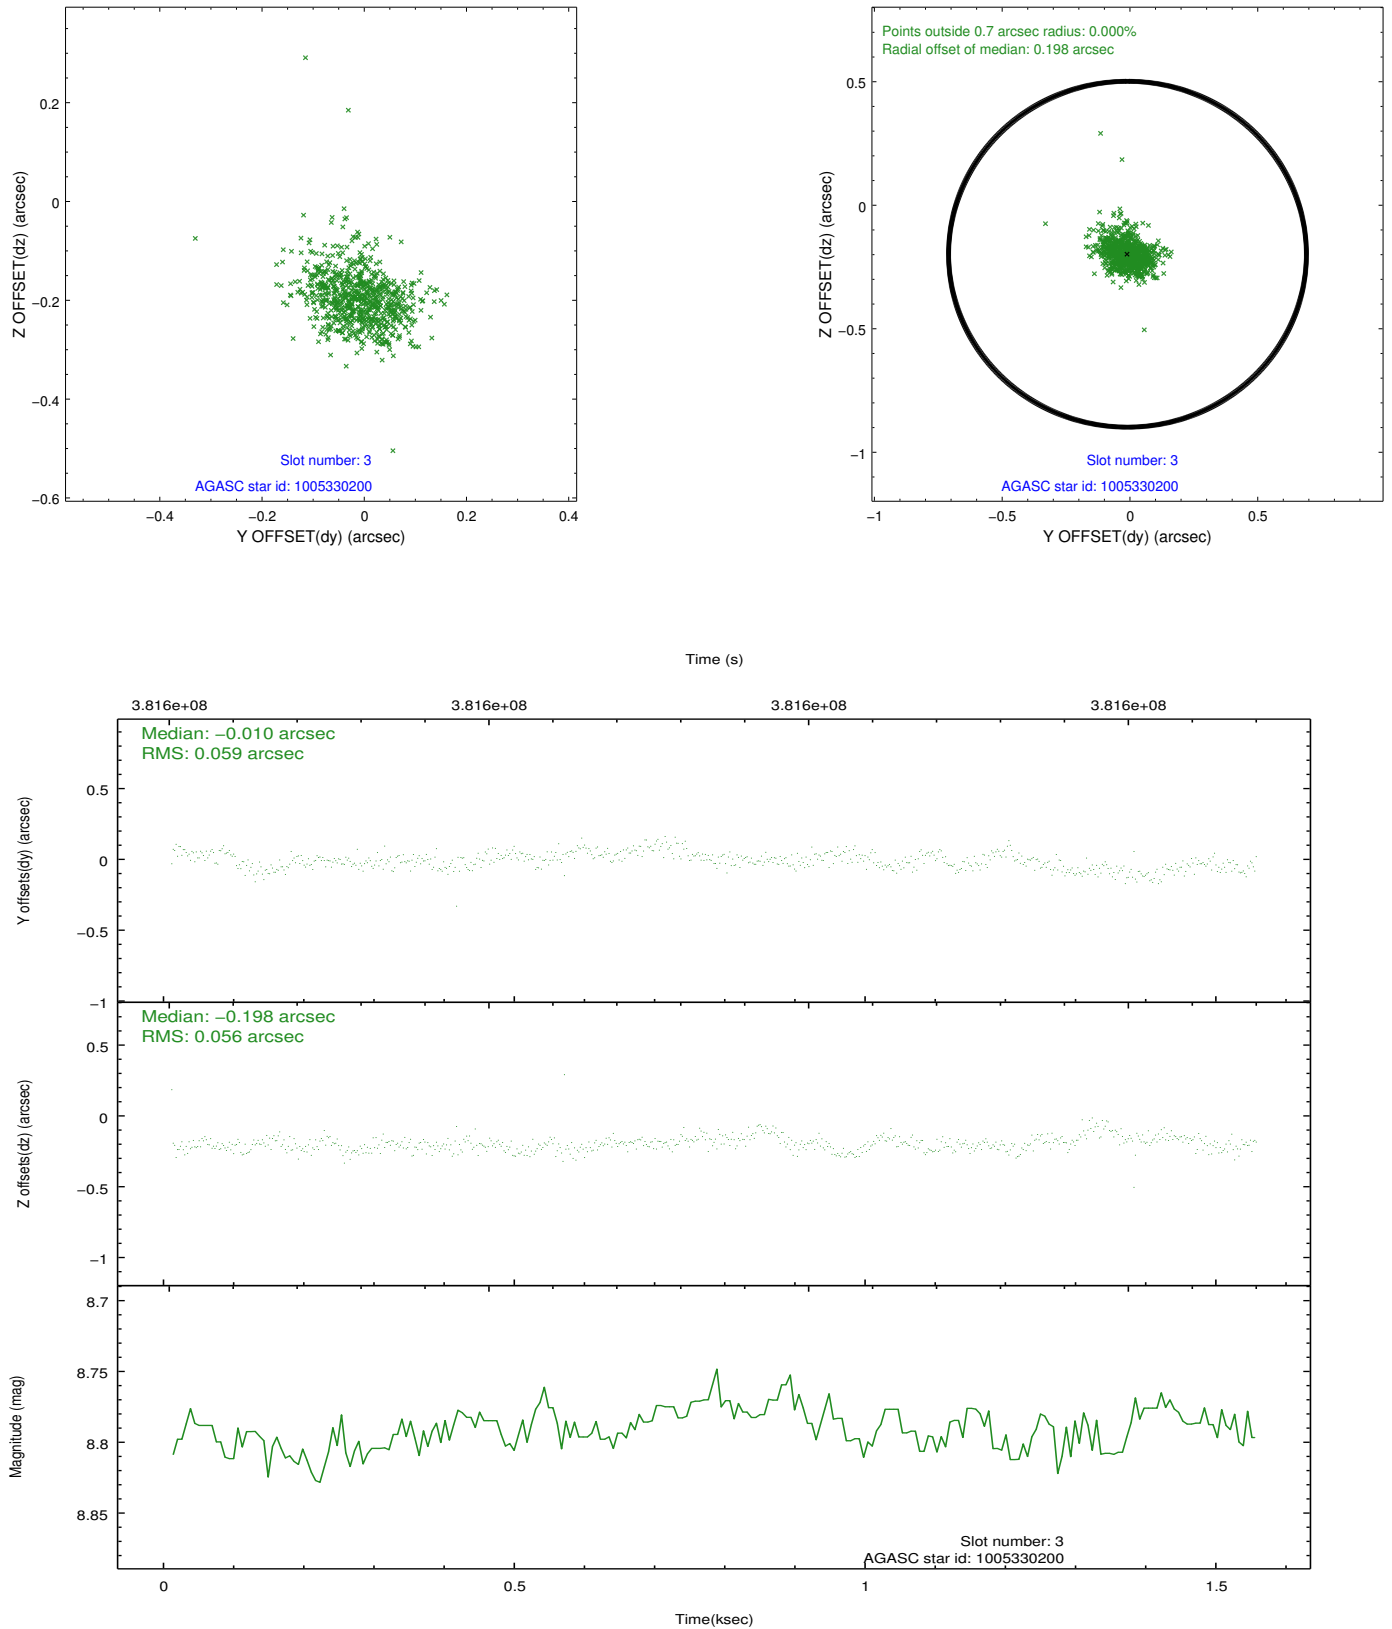 0.2
0
−0.2
−0.4
−0.6
Z OFFSET(dz) (arcsec)
Slot number: 3
AGASC star id: 1005330200
−0.4
−0.2
0
0.2
0.4
Y OFFSET(dy) (arcsec)
Points outside 0.7 arcsec radius: 0.000%
Radial offset of median: 0.198 arcsec
0.5
0
−0.5
−1
Z OFFSET(dz) (arcsec)
Slot number: 3
AGASC star id: 1005330200
−1
−0.5
0
0.5
Y OFFSET(dy) (arcsec)
Time (s)
3.816e+08
3.816e+08
3.816e+08
3.816e+08
Median: −0.010 arcsec
RMS: 0.059 arcsec
0.5
0
−0.5
−1
Y offsets(dy) (arcsec)
Median: −0.198 arcsec
RMS: 0.056 arcsec
0.5
0
−0.5
−1
Z offsets(dz) (arcsec)
8.7
8.75
8.8
8.85
Magnitude (mag)
Slot number: 3
AGASC star id: 1005330200
0
0.5
1
1.5
Time(ksec)